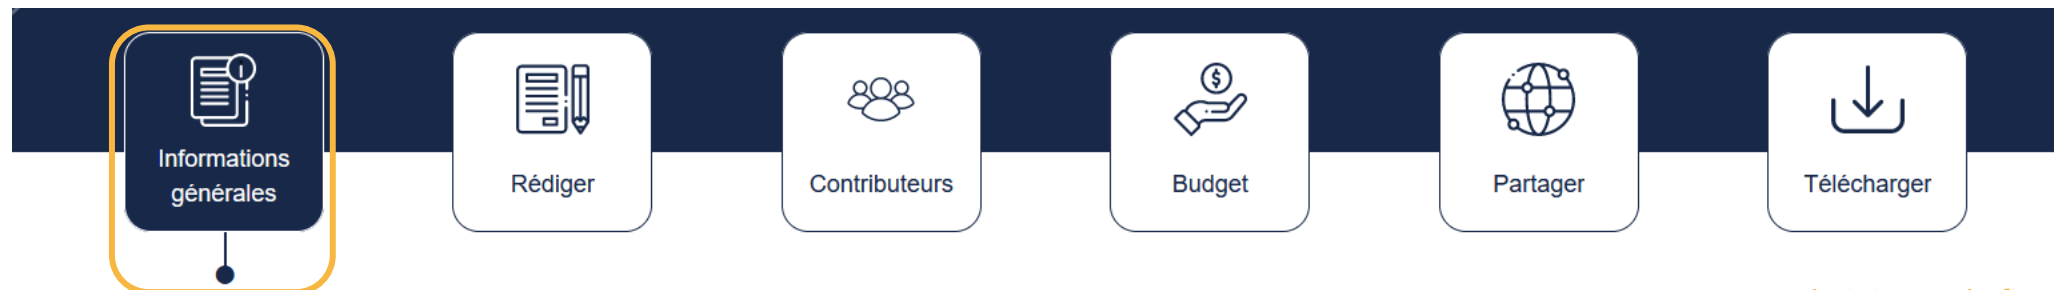 Informations
générales
Rédiger
Contributeurs
Budget
Partager
Télécharger